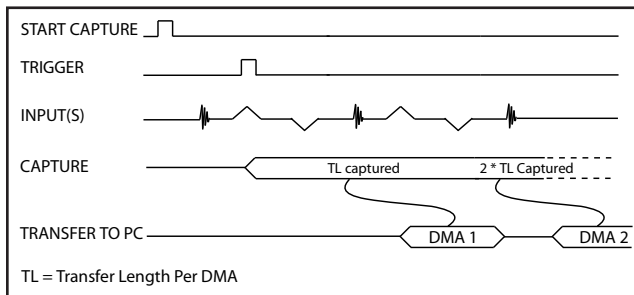 START CAPTURE
TRIGGER
INPUT(S)
CAPTURE
TL captured
2 * TL Captured
TRANSFER TO PC
DMA 1
DMA 2
TL = Transfer Length Per DMA